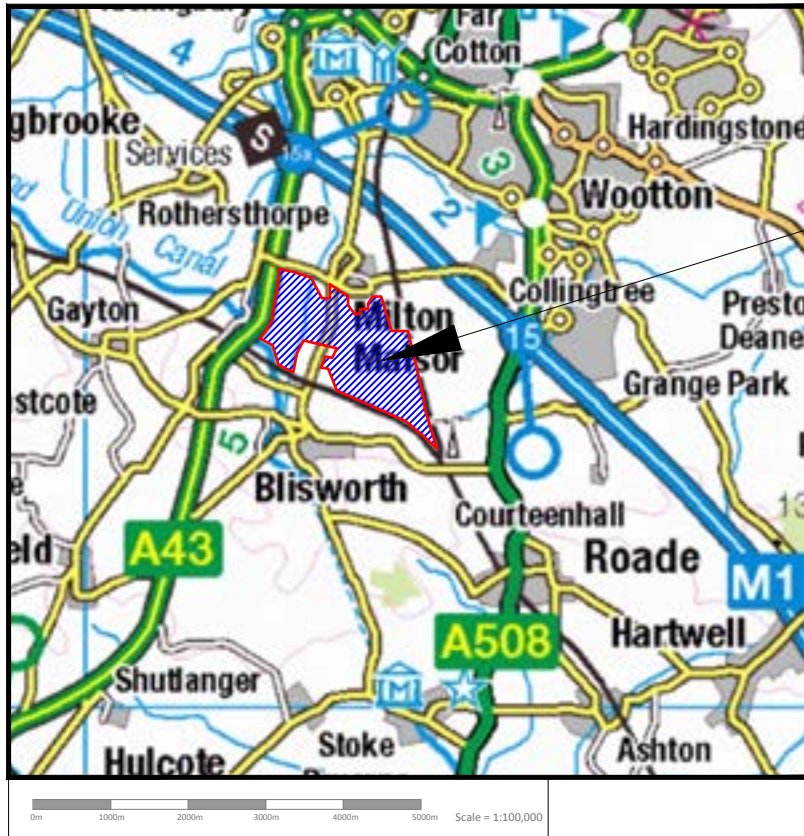 Far
Cotton
4
gbrooke
Services
S
15a
Hardingstone
3
Wootton
Rothersthorpe
2
Union Canal
Gayton
Milton
Malsor
Collingtree
15
Presto
Deane
Grange Park
stcote
5
Blisworth
Courteenhall
13
eld
A43
Roade
M1
A508
Hartwell
Shutlanger
Stoke
Ashton
Hulcote
0m 1000m 2000m 3000m 4000m 5000m Scale = 1:100,000